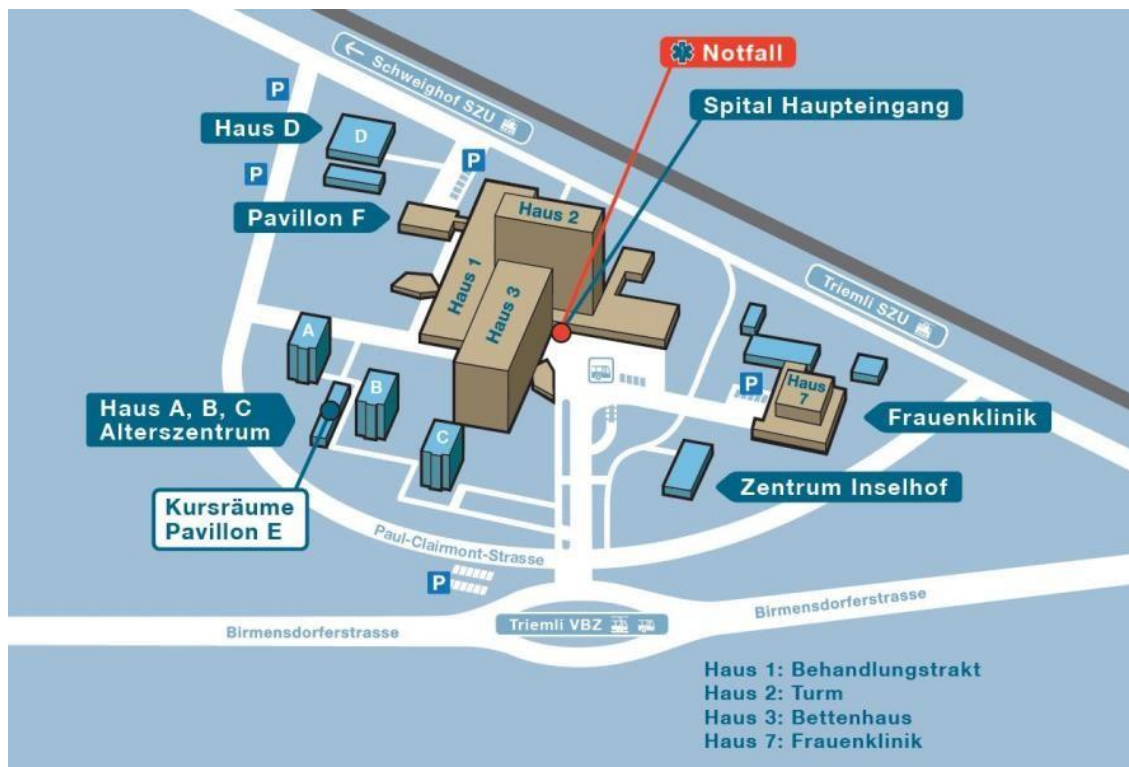 Notfall
Spital Haupteingang
← Schweighof SZU
P
Haus D
D
P
P
Pavillon F
Haus 2
Haus 1
Haus 3
Triemli SZU
A
B
C
Haus A, B, C
Alterszentrum
P
Haus
7
Frauenklinik
Zentrum Inselhof
Kursräume
Pavillon E
Paul-Clairmont-Strasse
P
Birmensdorferstrasse
Triemli VBZ
Birmensdorferstrasse
Haus 1: Behandlungstrakt
Haus 2: Turm
Haus 3: Bettenhaus
Haus 7: Frauenklinik